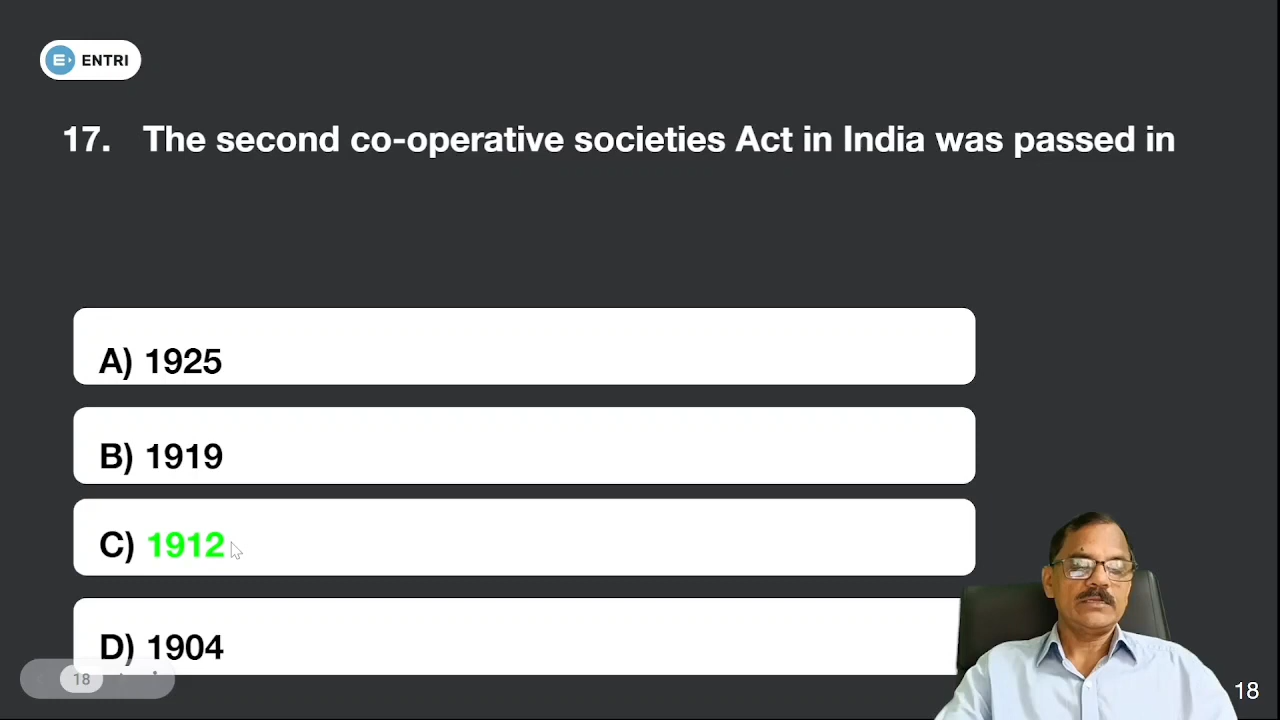 ENTRI
17. The second co-operative societies Act in India was passed in
A) 1925
B) 1919
C) 1912
D) 1904
18
18